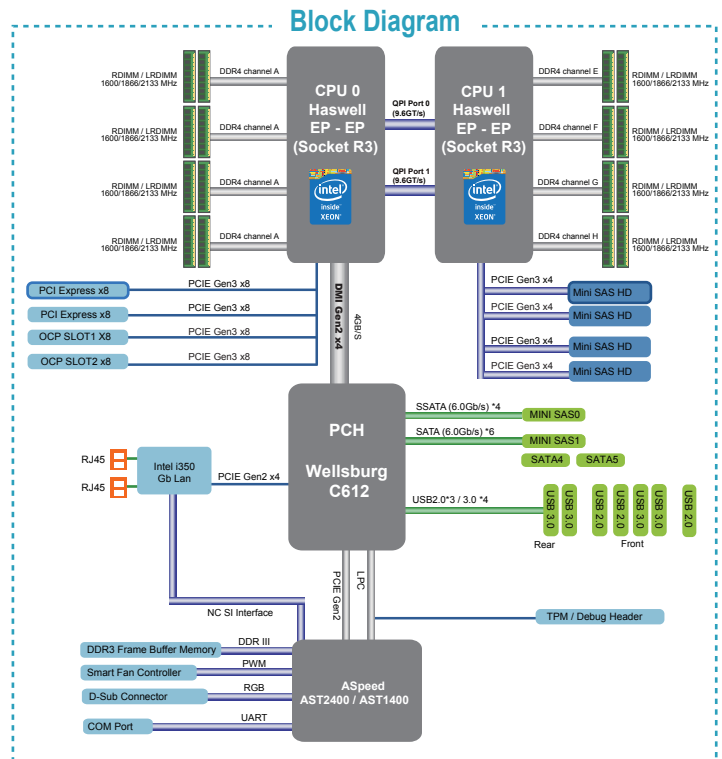 Block Diagram
RDIMM / LRDIMM
1600/1866/2133 MHz
DDR4 channel A
RDIMM / LRDIMM
1600/1866/2133 MHz
DDR4 channel A
RDIMM / LRDIMM
1600/1866/2133 MHz
DDR4 channel A
RDIMM / LRDIMM
1600/1866/2133 MHz
DDR4 channel A
CPU 0
Haswell
EP - EP
(Socket R3)
intel
inside
XEON
QPI Port 0
(9.6GT/s)
QPI Port 1
(9.6GT/s)
CPU 1
Haswell
EP - EP
(Socket R3)
intel
inside
XEON
DDR4 channel E
RDIMM / LRDIMM
1600/1866/2133 MHz
DDR4 channel F
RDIMM / LRDIMM
1600/1866/2133 MHz
DDR4 channel G
RDIMM / LRDIMM
1600/1866/2133 MHz
DDR4 channel H
RDIMM / LRDIMM
1600/1866/2133 MHz
PCI Express x8
PCIE Gen3 x8
PCI Express x8
PCIE Gen3 x8
OCP SLOT1 X8
PCIE Gen3 x8
OCP SLOT2 x8
PCIE Gen3 x8
DMI Gen2 x4
4GB/S
PCIE Gen3 x4
Mini SAS HD
PCIE Gen3 x4
Mini SAS HD
PCIE Gen3 x4
Mini SAS HD
PCIE Gen3 x4
Mini SAS HD
PCH
Wellsburg
C612
SSATA (6.0Gb/s) *4
MINI SAS0
SATA (6.0Gb/s) *6
MINI SAS1
SATA4
SATA5
USB2.0*3 / 3.0 *4
USB 3.0
USB 3.0
USB 2.0
USB 2.0
USB 3.0
USB 3.0
USB 2.0
Rear
Front
RJ45
RJ45
Intel i350
Gb Lan
PCIE Gen2 x4
NC SI Interface
PCIE Gen2
LPC
TPM / Debug Header
DDR3 Frame Buffer Memory
DDR III
Smart Fan Controller
PWM
D-Sub Connector
RGB
COM Port
UART
ASpeed
AST2400 / AST1400